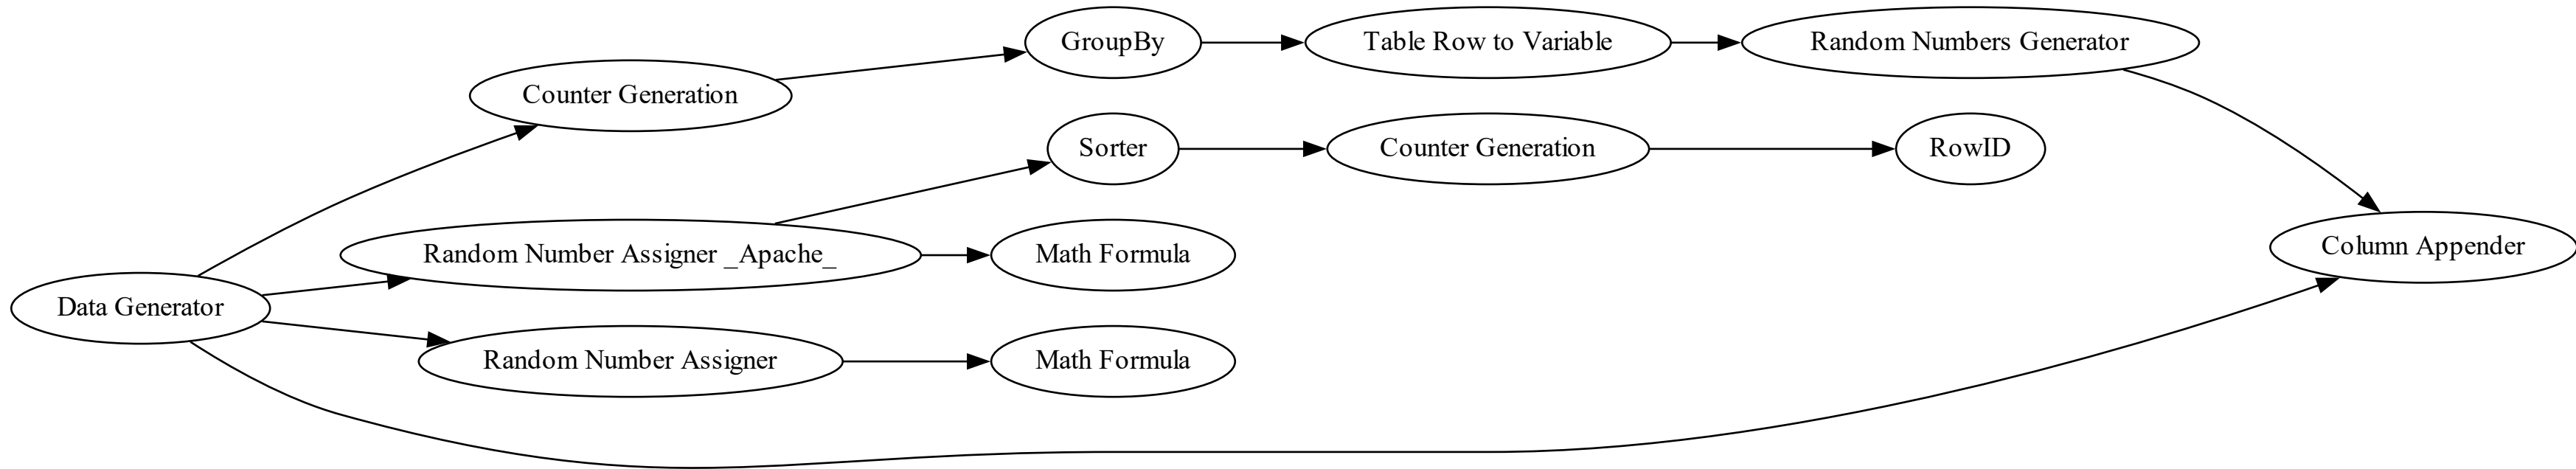 GroupBy
Table Row to Variable
Random Numbers Generator
Counter Generation
Sorter
Counter Generation
RowID
Random Number Assigner _Apache_
Math Formula
Column Appender
Data Generator
Random Number Assigner
Math Formula